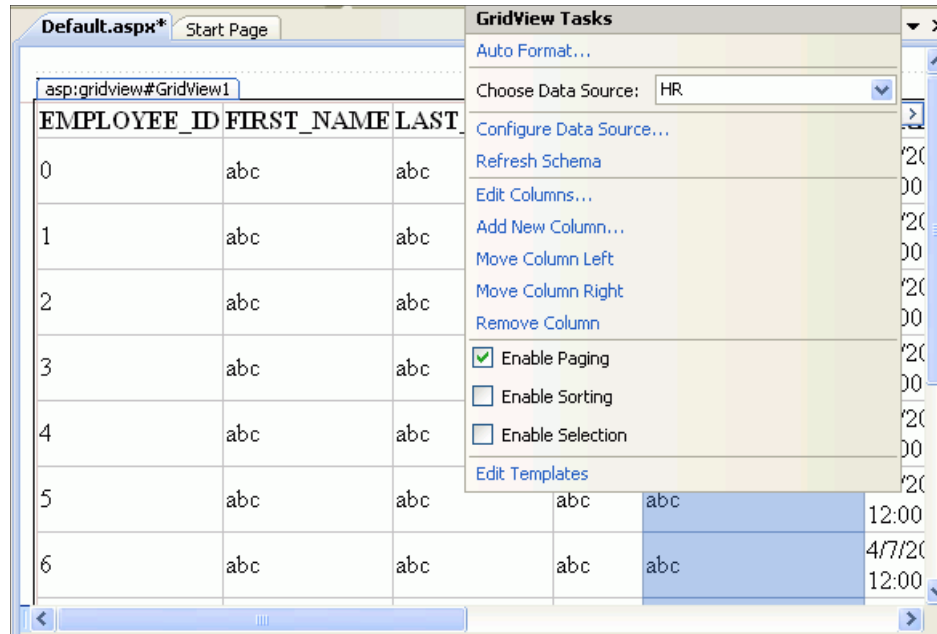 Default.aspx* Start Page
GridView Tasks
Auto Format...
Choose Data Source: HR
Configure Data Source...
Refresh Schema
Edit Columns...
Add New Column...
Move Column Left
Move Column Right
Remove Column
Enable Paging
Enable Sorting
Enable Selection
Edit Templates
asp:gridview#GridView1
EMPLOYEE_ID FIRST_NAME LAST_
0 abc abc
1 abc abc
2 abc abc
3 abc abc
4 abc abc
5 abc abc abc abc 12:00
6 abc abc abc abc 4/7/20
12:00